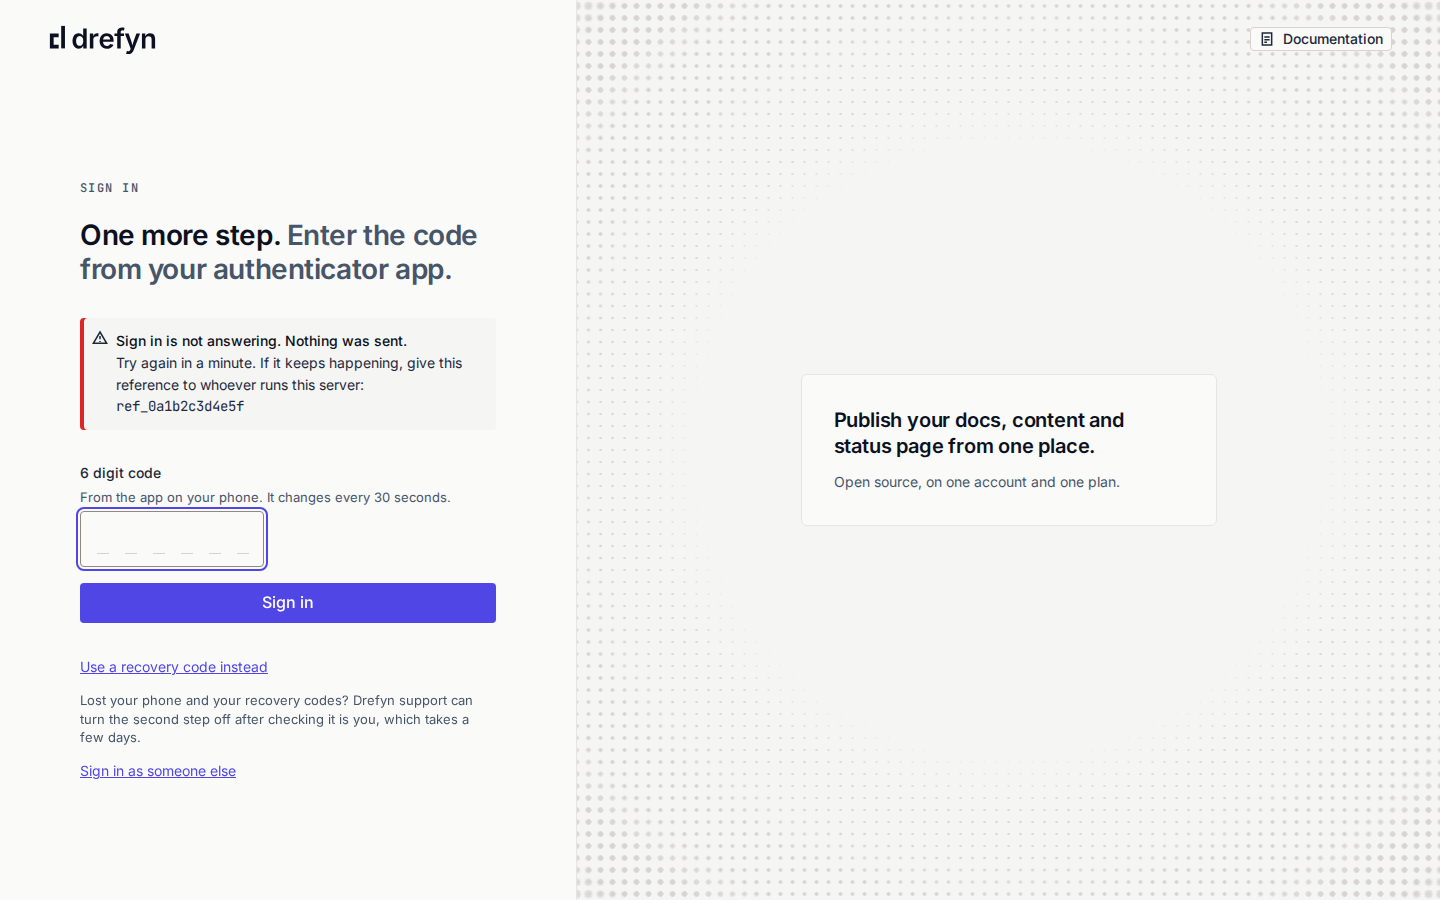 drefyn
Documentation
SIGN IN
One more step. Enter the code
from your authenticator app.
Sign in is not answering. Nothing was sent.
Try again in a minute. If it keeps happening, give this
reference to whoever runs this server:
ref_0a1b2c3d4e5f
6 digit code
From the app on your phone. It changes every 30 seconds.
Sign in
Use a recovery code instead
Lost your phone and your recovery codes? Drefyn support can
turn the second step off after checking it is you, which takes a
few days.
Sign in as someone else
Publish your docs, content and
status page from one place.
Open source, on one account and one plan.